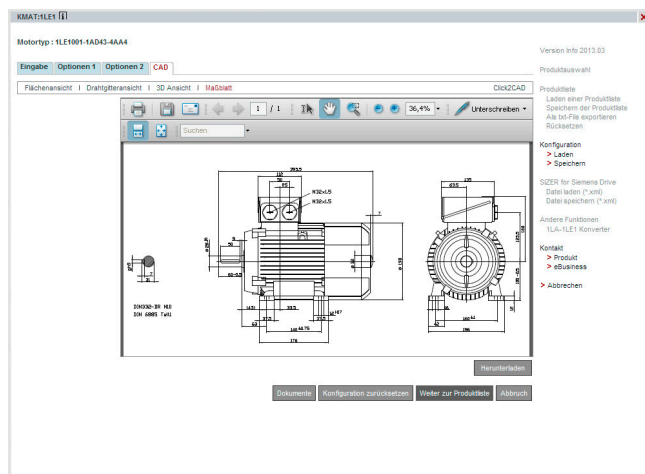 KMAT:1LE1
Motortyp : 1LE1001-1AD43-4AA4
Eingabe Optionen 1 Optionen 2 CAD
Flächenansicht I Drahtgitteransicht I 3D Ansicht I Maßblatt Click2CAD
1 / 1 36,4% Unterschreiben
Suchen
M32x1.5
M32x1.5
DIN 6885 TW1
Herunterladen
Dokumente Konfiguration zurücksetzen Weiter zur Produktliste Abbruch
Version Info 2013.03
Produktauswahl
Produktliste
Laden einer Produktliste
Speichern der Produktliste
Als txt-File exportieren
Rücksetzen
Konfiguration
> Laden
> Speichern
SIZER for Siemens Drive
Datei laden (*.xml)
Datei speichern (*.xml)
Andere Funktionen
1LA-1LE1 Konverter
Kontakt
> Produkt
> eBusiness
> Abbrechen